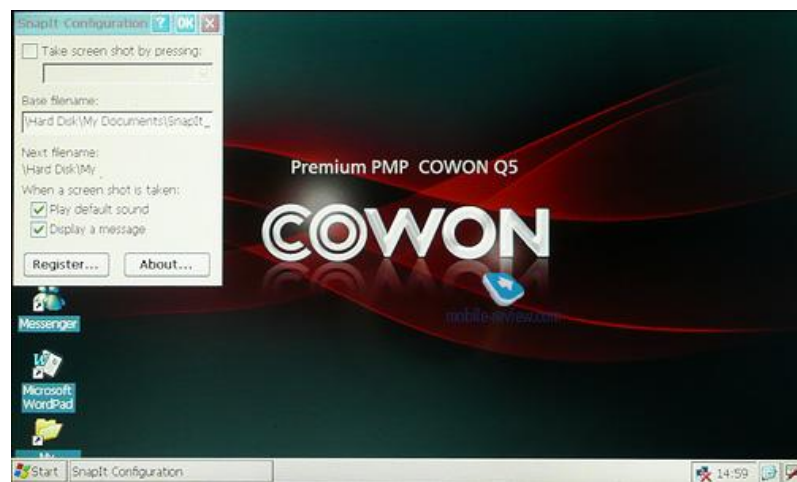 SnapIt Configuration ? OK X
Take screen shot by pressing:
Base filename:
\Hard Disk\My Documents\SnapIt_
Next filename:
\Hard Disk\My
When a screen shot is taken:
Play default sound
Display a message
Register... About...
Premium PMP COWON Q5
COWON
mobile-review.com
Messenger
Microsoft
WordPad
My
Start SnapIt Configuration 14:59